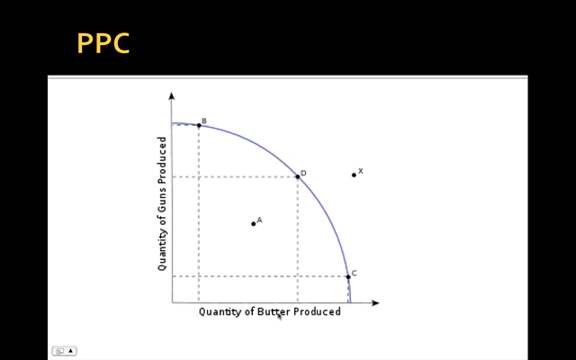 PPC
B
D
X
A
C
Quantity of Guns Produced
Quantity of Butter Produced